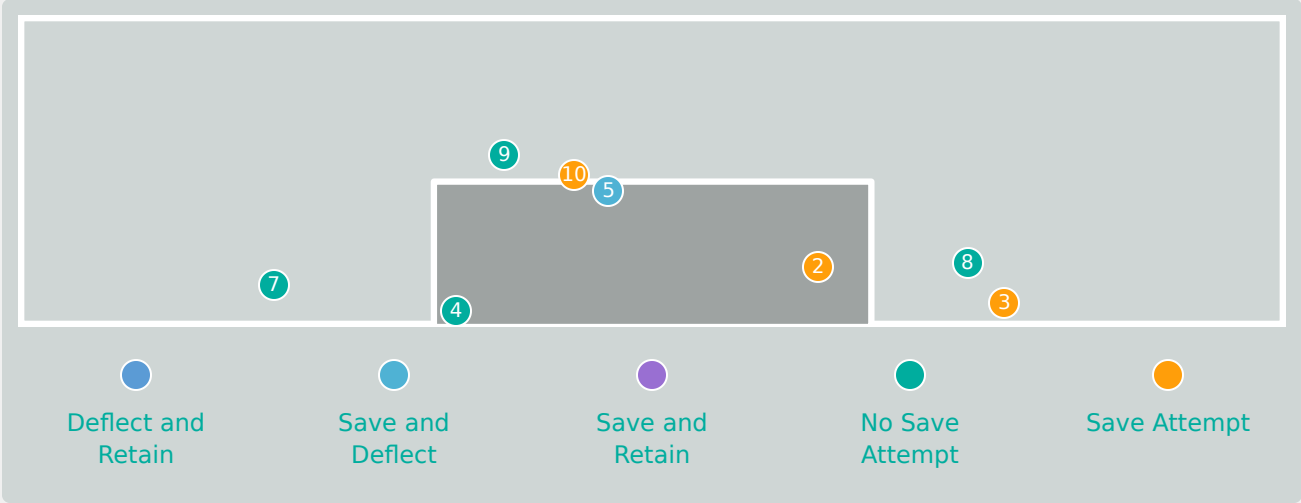 9
10
5
2
8
7
3
4
Deflect and
Retain
Save and
Deflect
Save and
Retain
No Save
Attempt
Save Attempt